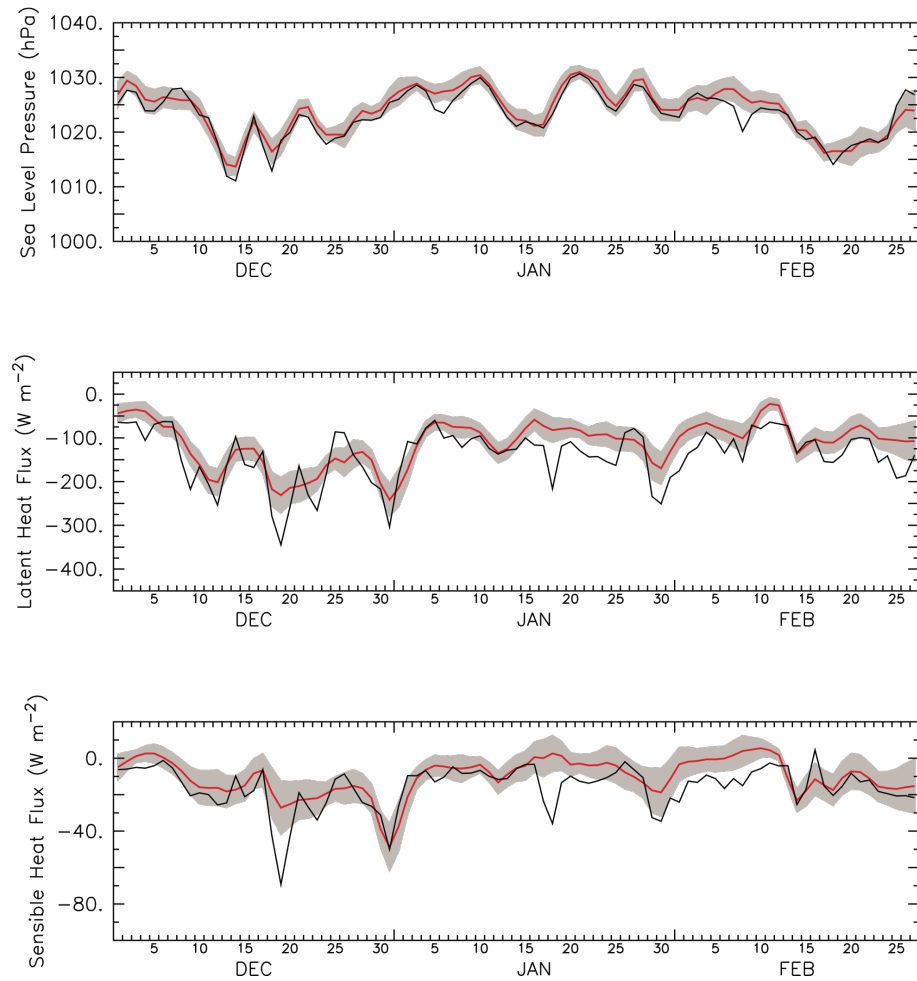 Sea Level Pressure (hPa)
1040.
1030.
1020.
1010.
1000.
5 10 15 20 25 30 5 10 15 20 25 30 5 10 15 20 25
DEC JAN FEB
Latent Heat Flux (W m−2)
0.
−100.
−200.
−300.
−400.
5 10 15 20 25 30 5 10 15 20 25 30 5 10 15 20 25
DEC JAN FEB
Sensible Heat Flux (W m−2)
0.
−40.
−80.
5 10 15 20 25 30 5 10 15 20 25 30 5 10 15 20 25
DEC JAN FEB